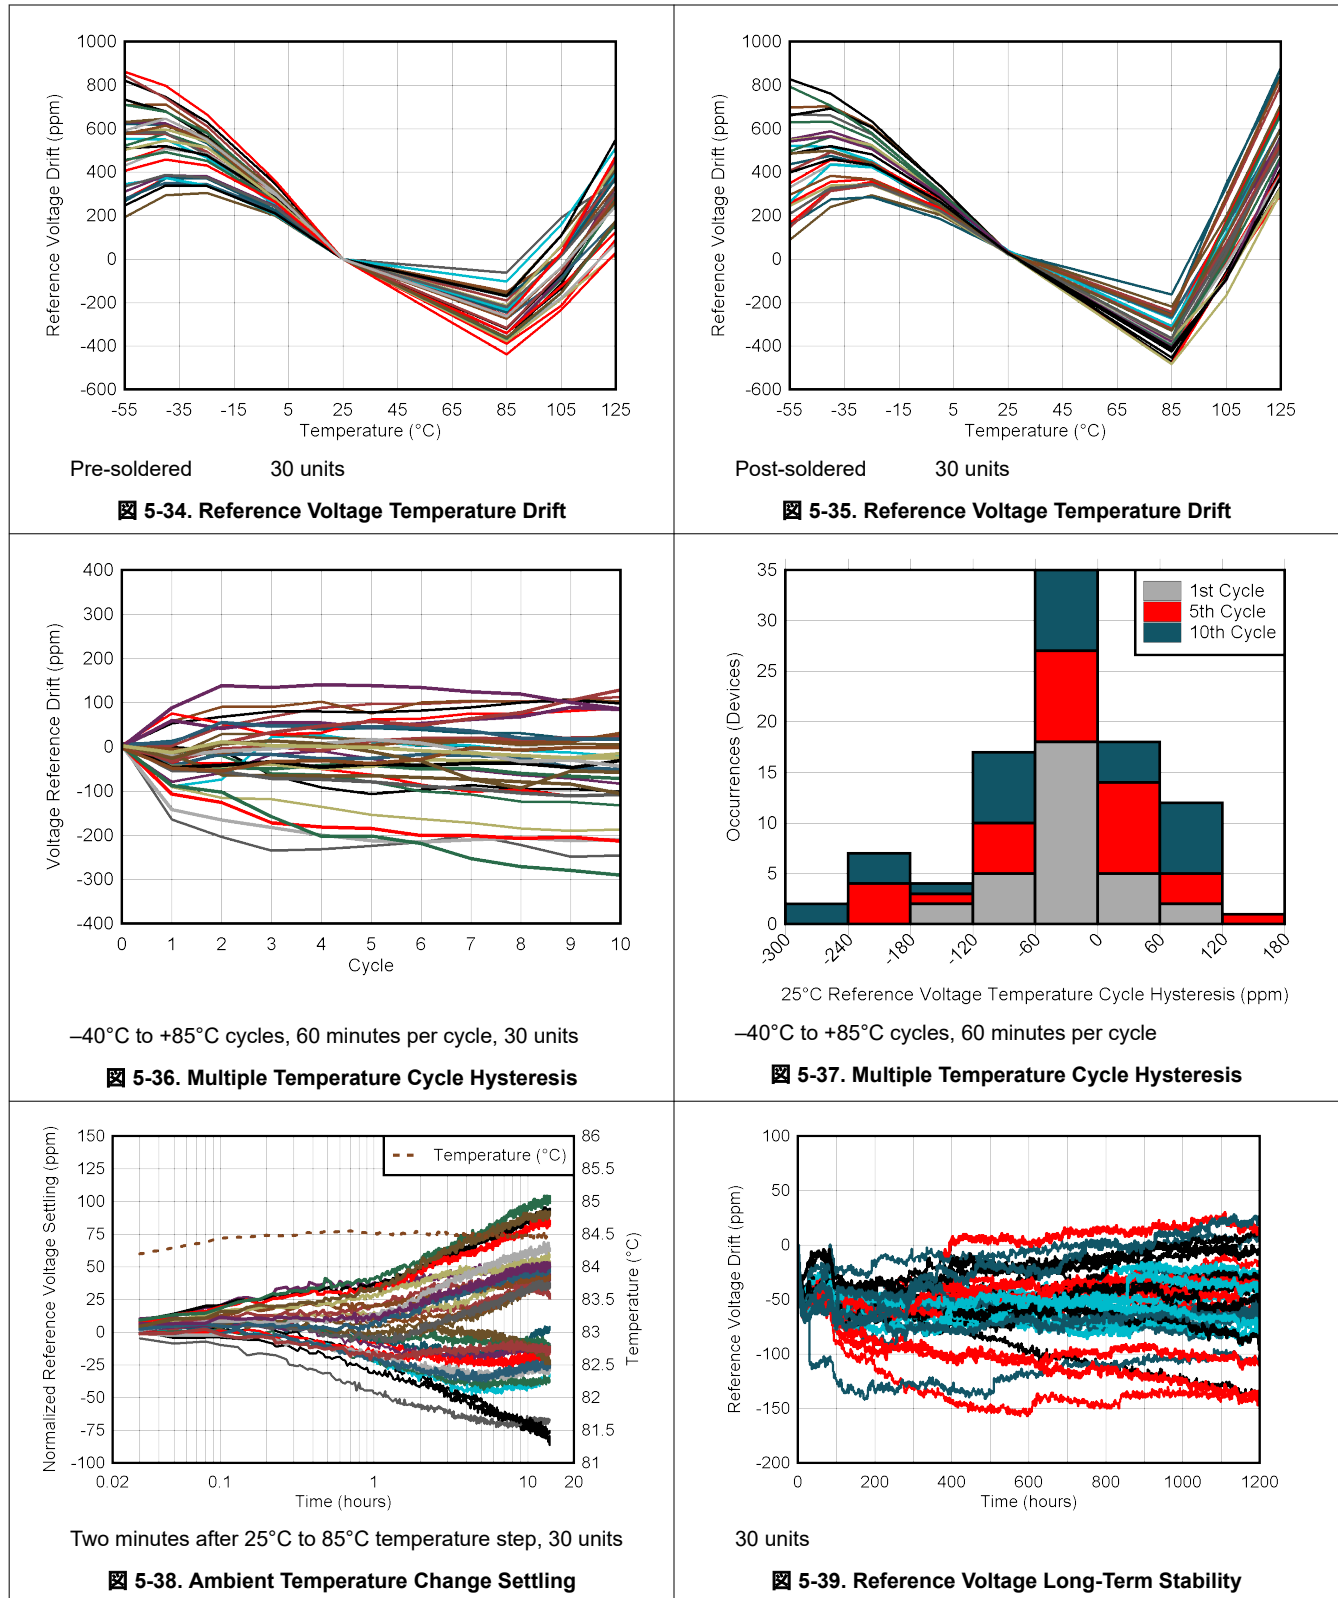 1000
800
600
400
200
0
-200
-400
-600
Reference Voltage Drift (ppm)
-55 -35 -15 5 25 45 65 85 105 125
Temperature (°C)
Pre-soldered 30 units
図 5-34. Reference Voltage Temperature Drift
1000
800
600
400
200
0
-200
-400
-600
Reference Voltage Drift (ppm)
-55 -35 -15 5 25 45 65 85 105 125
Temperature (°C)
Post-soldered 30 units
図 5-35. Reference Voltage Temperature Drift
400
300
200
100
0
-100
-200
-300
-400
Voltage Reference Drift (ppm)
0 1 2 3 4 5 6 7 8 9 10
Cycle
–40°C to +85°C cycles, 60 minutes per cycle, 30 units
図 5-36. Multiple Temperature Cycle Hysteresis
35
30
25
20
15
10
5
0
Occurrences (Devices)
1st Cycle
5th Cycle
10th Cycle
-300 -240 -180 -120 -60 0 60 120 180
25°C Reference Voltage Temperature Cycle Hysteresis (ppm)
–40°C to +85°C cycles, 60 minutes per cycle
図 5-37. Multiple Temperature Cycle Hysteresis
150
125
100
75
50
25
0
-25
-50
-75
-100
Normalized Reference Voltage Settling (ppm)
Temperature (°C)
86
85.5
85
84.5
84
83.5
83
82.5
82
81.5
81
Temperature (°C)
0.02 0.1 1 10 20
Time (hours)
Two minutes after 25°C to 85°C temperature step, 30 units
図 5-38. Ambient Temperature Change Settling
100
50
0
-50
-100
-150
-200
Reference Voltage Drift (ppm)
0 200 400 600 800 1000 1200
Time (hours)
30 units
図 5-39. Reference Voltage Long-Term Stability